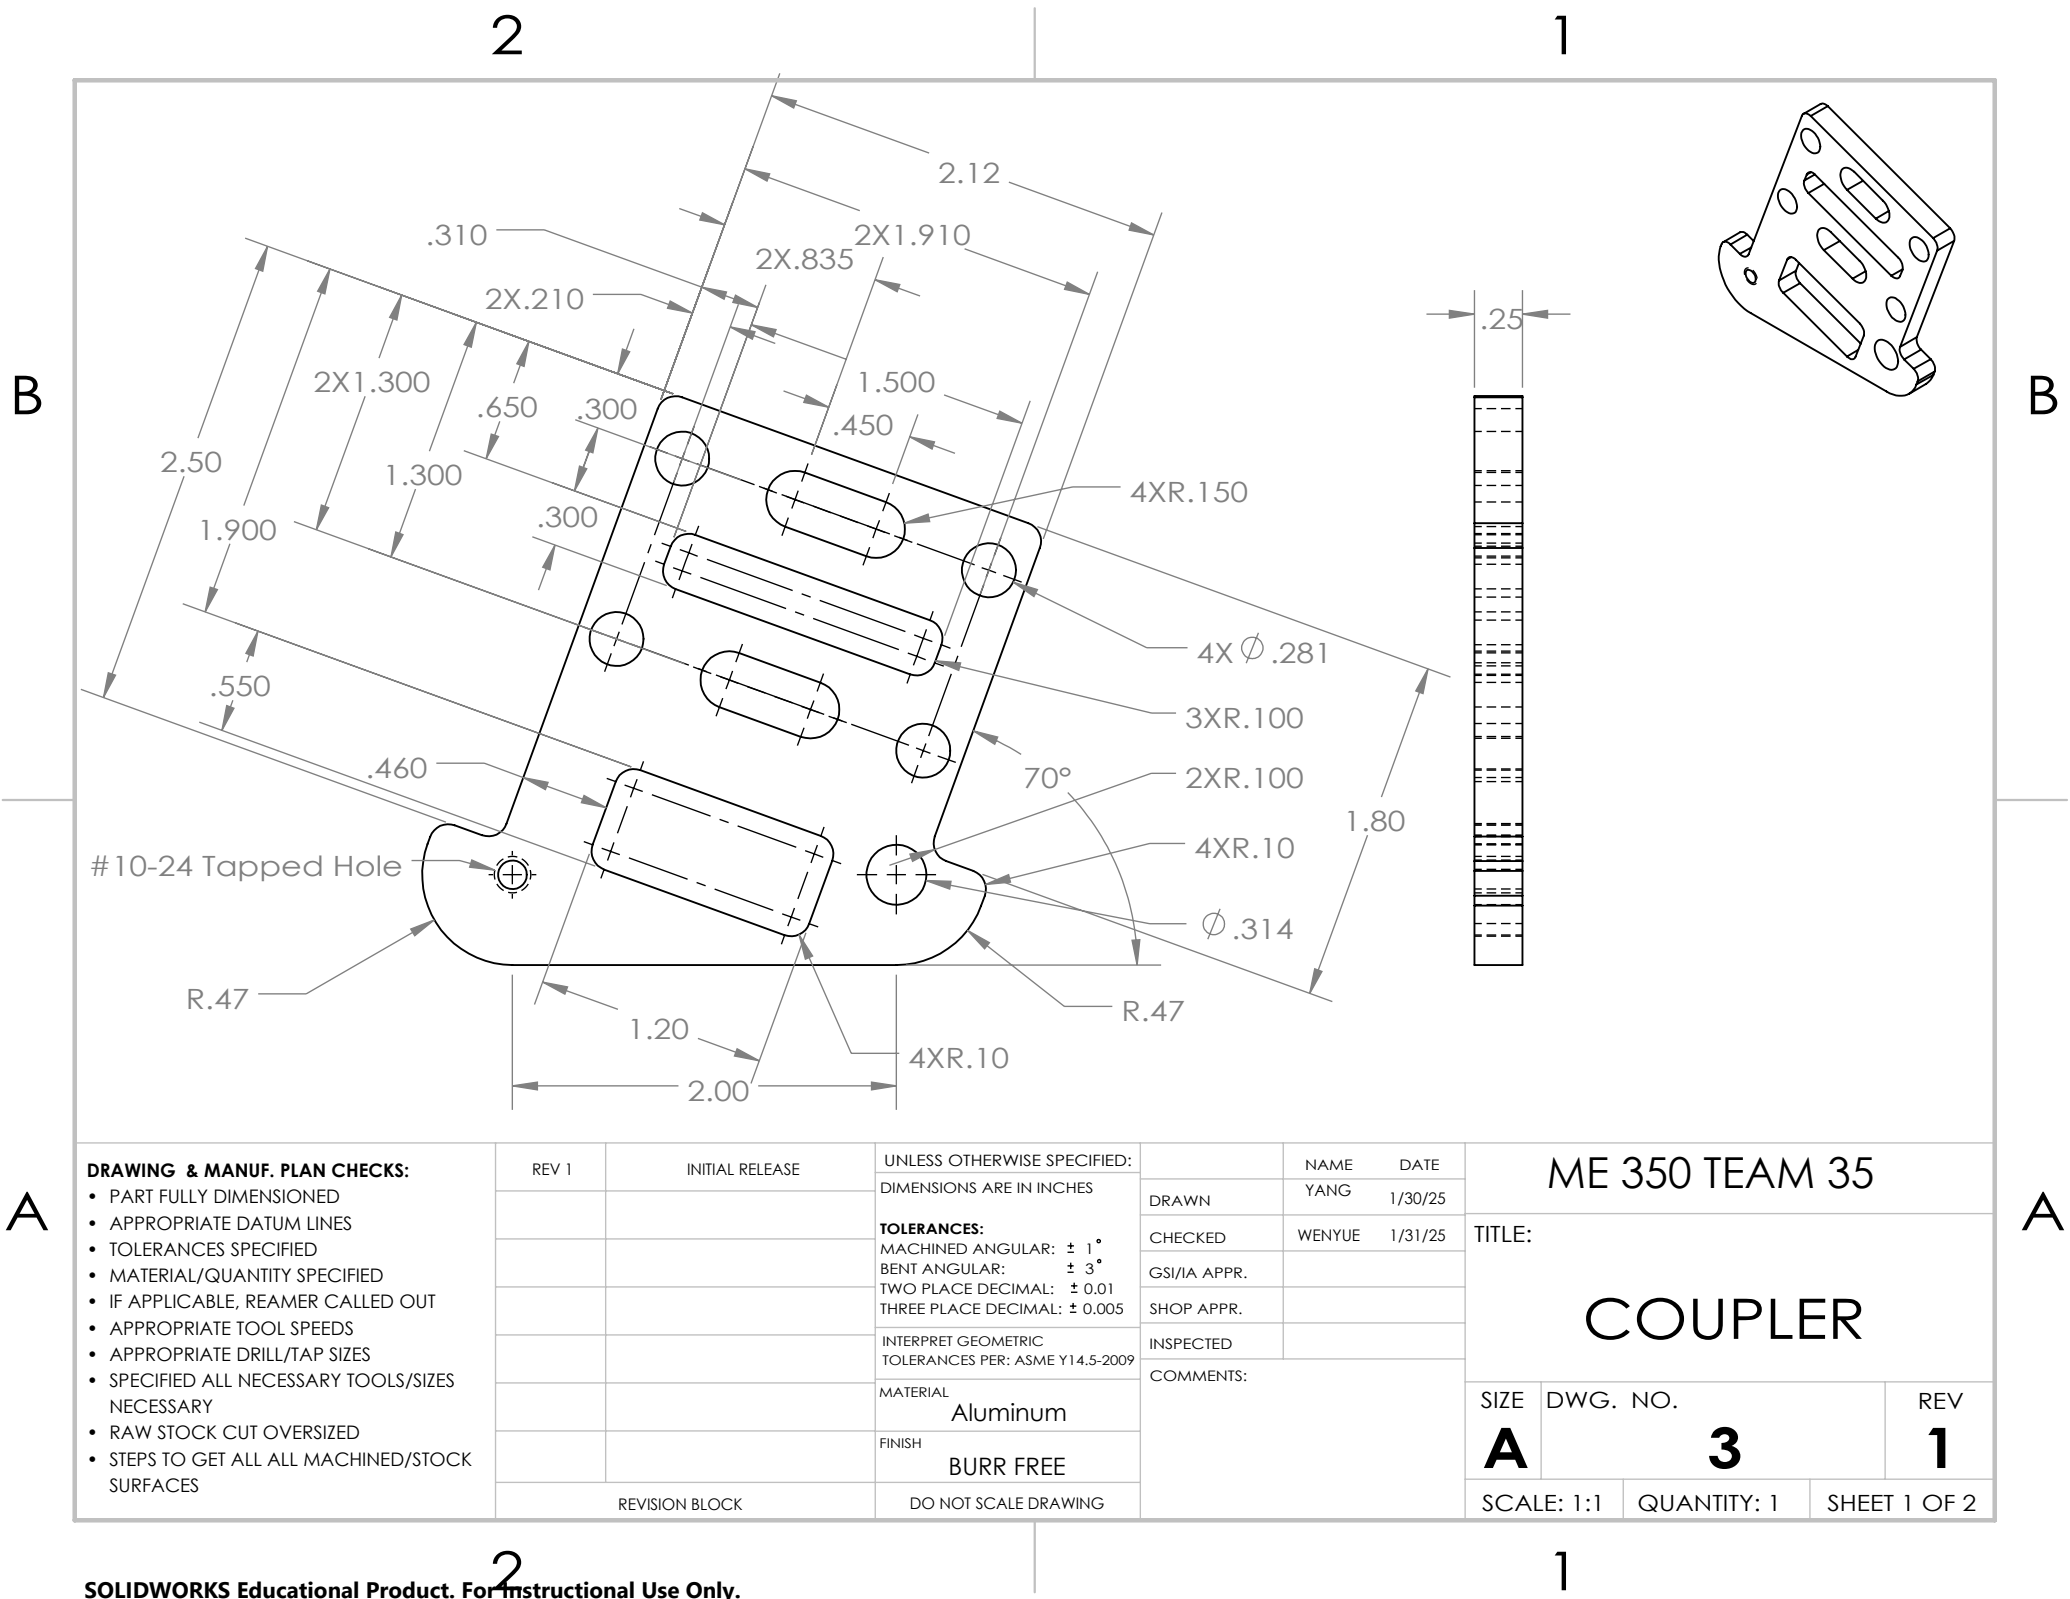 2
1
2.12
.310
2X1.910
2X.835
2X.210
.25
B
2X1.300
1.500
B
.650
.300
.450
2.50
1.300
4XR.150
.300
1.900
4X Ø .281
.550
3XR.100
.460
70°
2XR.100
1.80
#10-24 Tapped Hole
4XR.10
Ø .314
R.47
R.47
1.20
4XR.10
2.00
A
A
DRAWING & MANUF. PLAN CHECKS:
• PART FULLY DIMENSIONED
• APPROPRIATE DATUM LINES
• TOLERANCES SPECIFIED
• MATERIAL/QUANTITY SPECIFIED
• IF APPLICABLE, REAMER CALLED OUT
• APPROPRIATE TOOL SPEEDS
• APPROPRIATE DRILL/TAP SIZES
• SPECIFIED ALL NECESSARY TOOLS/SIZES
NECESSARY
• RAW STOCK CUT OVERSIZED
• STEPS TO GET ALL ALL MACHINED/STOCK
SURFACES
REV 1 INITIAL RELEASE
REVISION BLOCK
UNLESS OTHERWISE SPECIFIED:
DIMENSIONS ARE IN INCHES
TOLERANCES:
MACHINED ANGULAR: ± 1°
BENT ANGULAR: ± 3°
TWO PLACE DECIMAL: ± 0.01
THREE PLACE DECIMAL: ± 0.005
INTERPRET GEOMETRIC
TOLERANCES PER: ASME Y14.5-2009
MATERIAL
Aluminum
FINISH
BURR FREE
DO NOT SCALE DRAWING
NAME DATE
DRAWN YANG 1/30/25
CHECKED WENYUE 1/31/25
GSI/IA APPR.
SHOP APPR.
INSPECTED
COMMENTS:
ME 350 TEAM 35
TITLE:
COUPLER
SIZE DWG. NO. REV
A 3 1
SCALE: 1:1 QUANTITY: 1 SHEET 1 OF 2
2
1
SOLIDWORKS Educational Product. For Instructional Use Only.